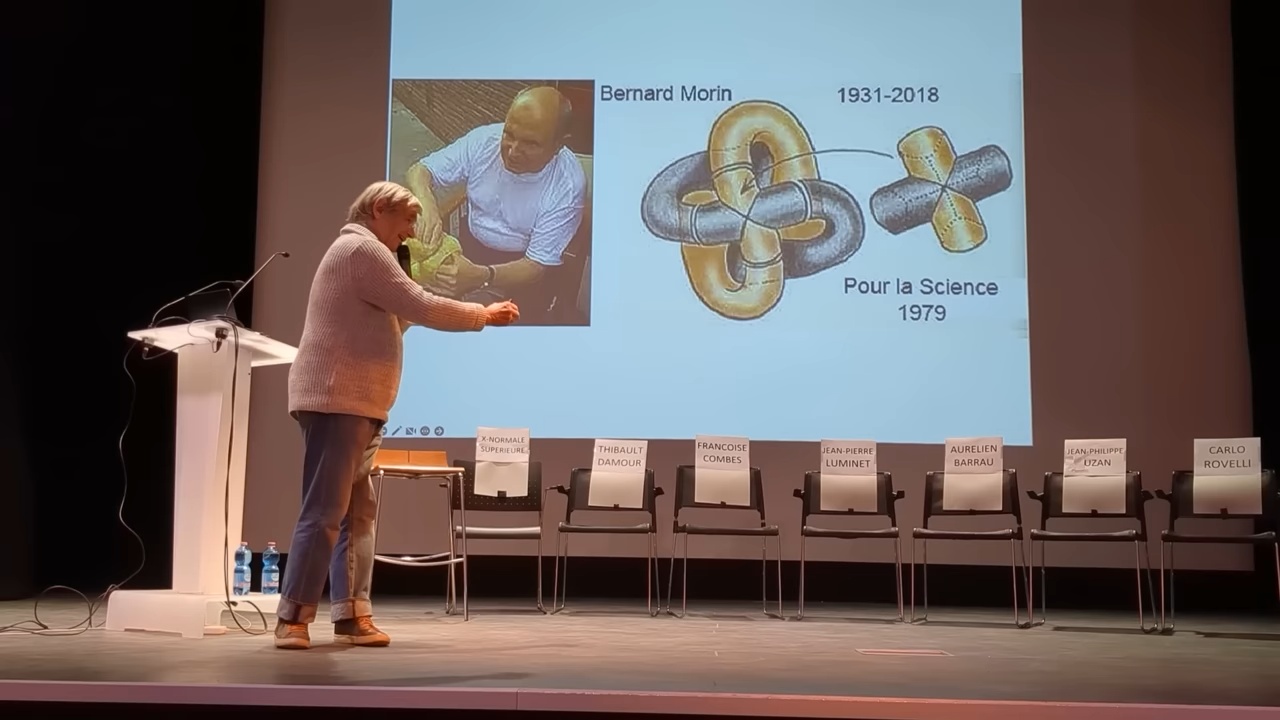 Bernard Morin
1931-2018
Pour la Science
1979
X-NORMALE
SUPERIEURE
THIBAULT
DAMOUR
FRANCOISE
COMBES
JEAN-PIERRE
LUMINET
AURELIEN
BARRAU
JEAN-PHILIPPE
UZAN
CARLO
ROVELLI